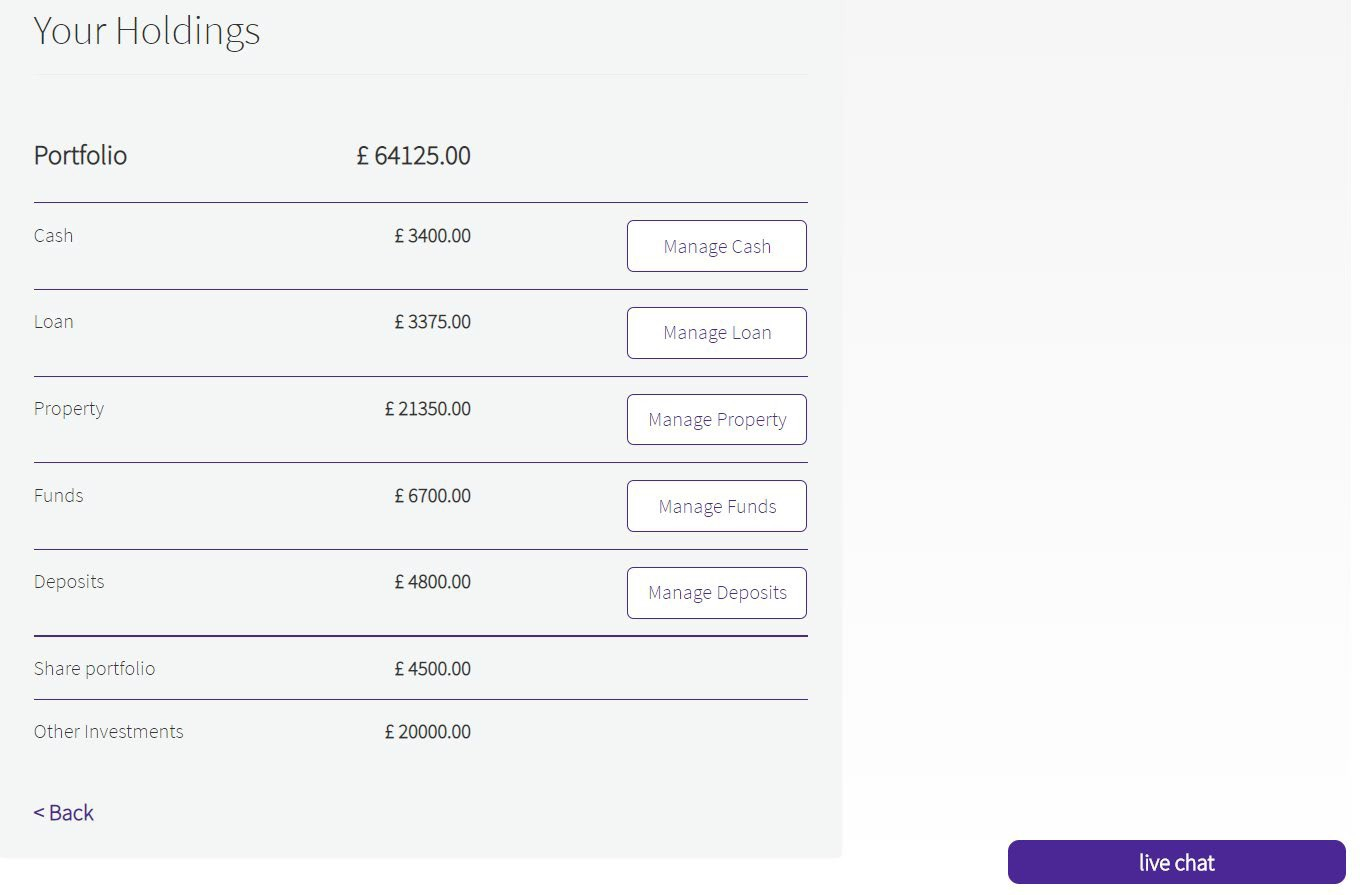 Your Holdings
Portfolio £ 64125.00
Cash £ 3400.00 Manage Cash
Loan £ 3375.00 Manage Loan
Property £ 21350.00 Manage Property
Funds £ 6700.00 Manage Funds
Deposits £ 4800.00 Manage Deposits
Share portfolio £ 4500.00
Other Investments £ 20000.00
< Back
live chat